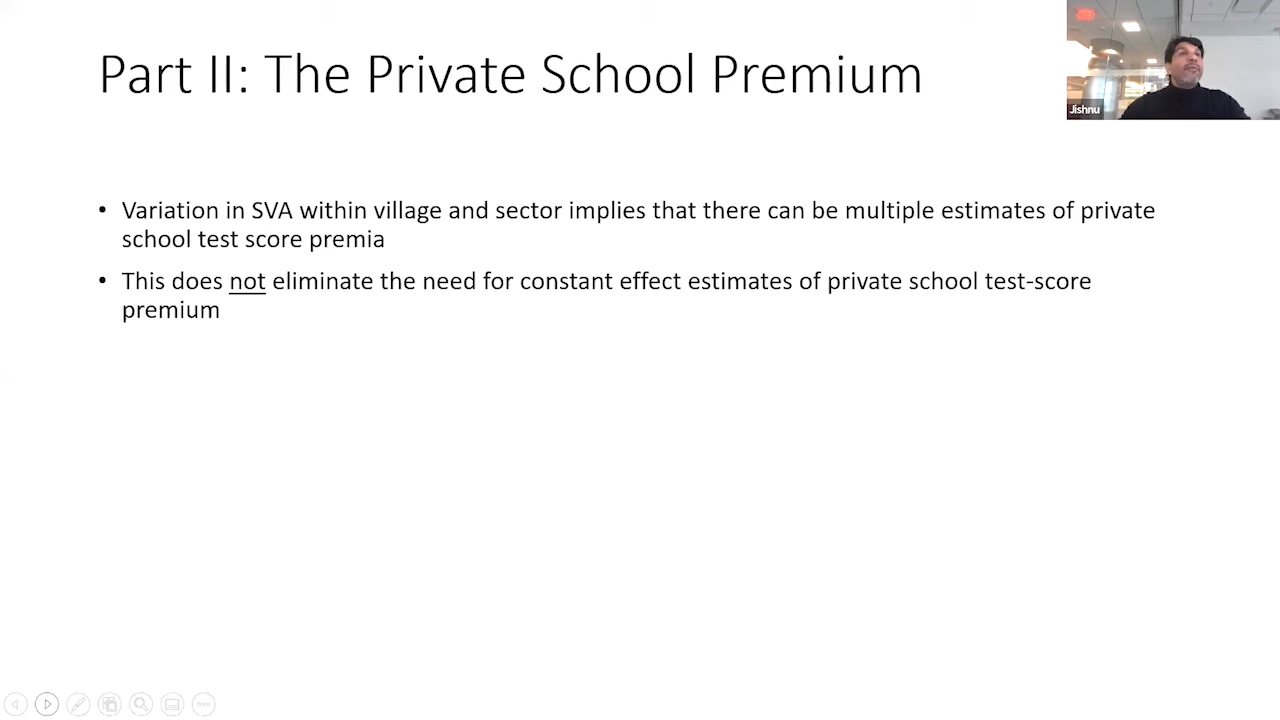 Part II: The Private School Premium
Jishnu
• Variation in SVA within village and sector implies that there can be multiple estimates of private
school test score premia
• This does not eliminate the need for constant effect estimates of private school test-score
premium